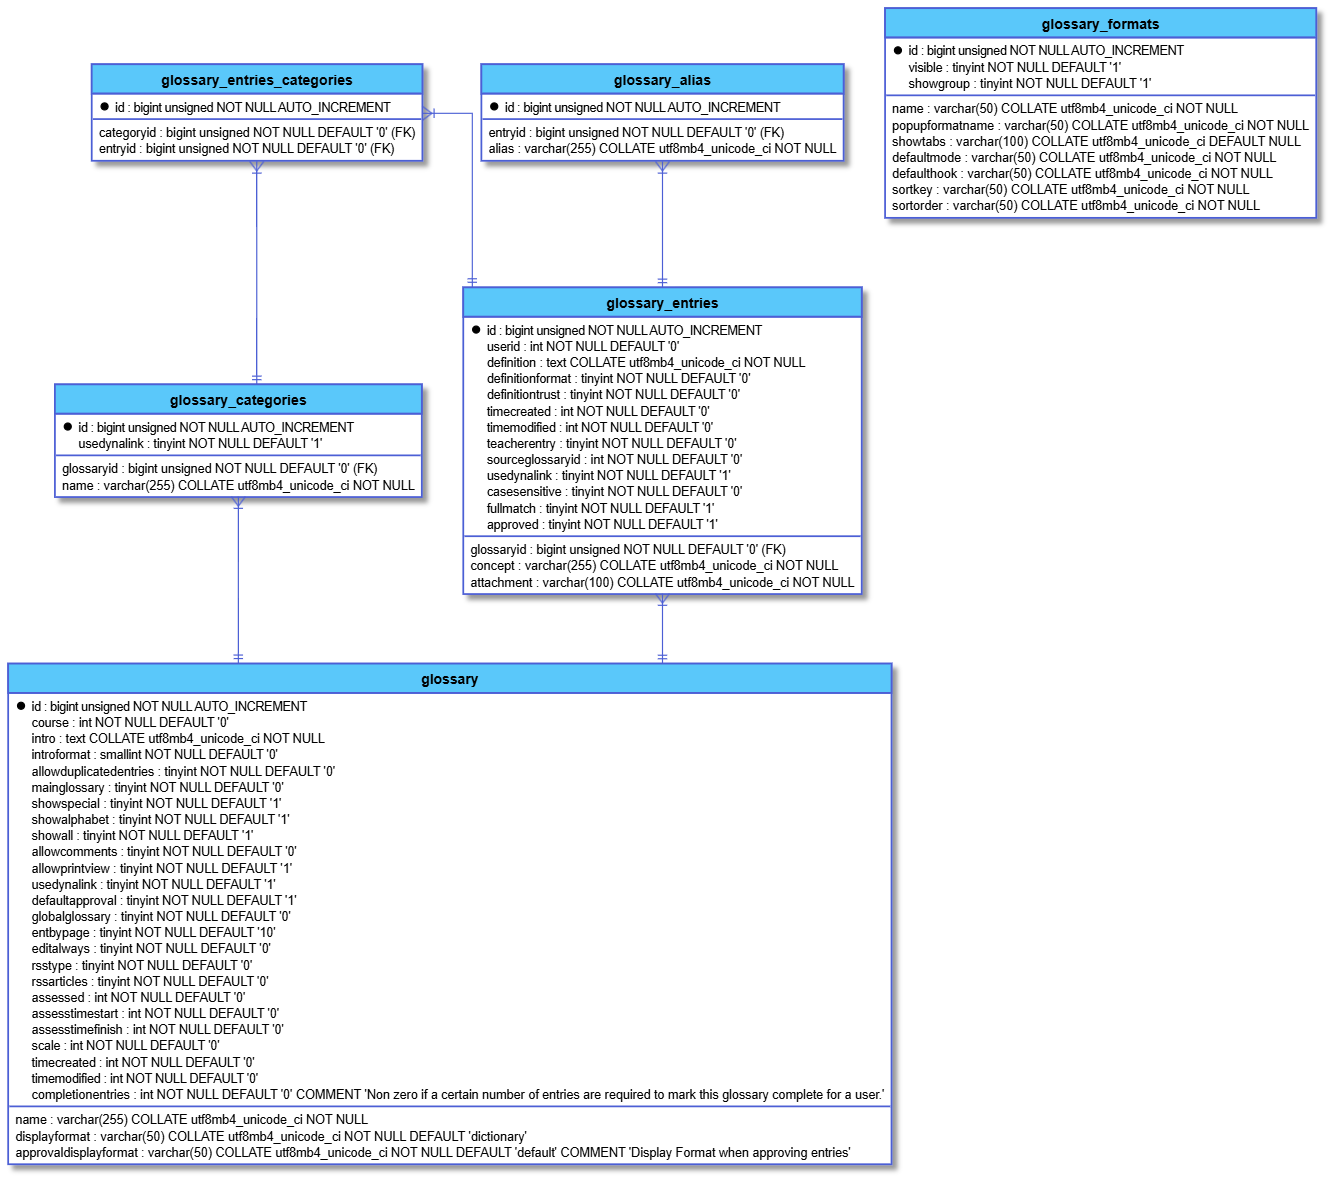 glossary_formats
id : bigint unsigned NOT NULL AUTO_INCREMENT
visible : tinyint NOT NULL DEFAULT '1'
showgroup : tinyint NOT NULL DEFAULT '1'
name : varchar(50) COLLATE utf8mb4_unicode_ci NOT NULL
popupformatname : varchar(50) COLLATE utf8mb4_unicode_ci NOT NULL
showtabs : varchar(100) COLLATE utf8mb4_unicode_ci DEFAULT NULL
defaultmode : varchar(50) COLLATE utf8mb4_unicode_ci NOT NULL
defaulthook : varchar(50) COLLATE utf8mb4_unicode_ci NOT NULL
sortkey : varchar(50) COLLATE utf8mb4_unicode_ci NOT NULL
sortorder : varchar(50) COLLATE utf8mb4_unicode_ci NOT NULL
glossary_entries_categories
id : bigint unsigned NOT NULL AUTO_INCREMENT
categoryid : bigint unsigned NOT NULL DEFAULT '0' (FK)
entryid : bigint unsigned NOT NULL DEFAULT '0' (FK)
glossary_alias
id : bigint unsigned NOT NULL AUTO_INCREMENT
entryid : bigint unsigned NOT NULL DEFAULT '0' (FK)
alias : varchar(255) COLLATE utf8mb4_unicode_ci NOT NULL
glossary_entries
id : bigint unsigned NOT NULL AUTO_INCREMENT
userid : int NOT NULL DEFAULT '0'
definition : text COLLATE utf8mb4_unicode_ci NOT NULL
definitionformat : tinyint NOT NULL DEFAULT '0'
definitiontrust : tinyint NOT NULL DEFAULT '0'
timecreated : int NOT NULL DEFAULT '0'
timemodified : int NOT NULL DEFAULT '0'
teacherentry : tinyint NOT NULL DEFAULT '0'
sourceglossaryid : int NOT NULL DEFAULT '0'
usedynalink : tinyint NOT NULL DEFAULT '1'
casesensitive : tinyint NOT NULL DEFAULT '0'
fullmatch : tinyint NOT NULL DEFAULT '1'
approved : tinyint NOT NULL DEFAULT '1'
glossaryid : bigint unsigned NOT NULL DEFAULT '0' (FK)
concept : varchar(255) COLLATE utf8mb4_unicode_ci NOT NULL
attachment : varchar(100) COLLATE utf8mb4_unicode_ci NOT NULL
glossary_categories
id : bigint unsigned NOT NULL AUTO_INCREMENT
usedynalink : tinyint NOT NULL DEFAULT '1'
glossaryid : bigint unsigned NOT NULL DEFAULT '0' (FK)
name : varchar(255) COLLATE utf8mb4_unicode_ci NOT NULL
glossary
id : bigint unsigned NOT NULL AUTO_INCREMENT
course : int NOT NULL DEFAULT '0'
intro : text COLLATE utf8mb4_unicode_ci NOT NULL
introformat : smallint NOT NULL DEFAULT '0'
allowduplicatedentries : tinyint NOT NULL DEFAULT '0'
mainglossary : tinyint NOT NULL DEFAULT '0'
showspecial : tinyint NOT NULL DEFAULT '1'
showalphabet : tinyint NOT NULL DEFAULT '1'
showall : tinyint NOT NULL DEFAULT '1'
allowcomments : tinyint NOT NULL DEFAULT '0'
allowprintview : tinyint NOT NULL DEFAULT '1'
usedynalink : tinyint NOT NULL DEFAULT '1'
defaultapproval : tinyint NOT NULL DEFAULT '1'
globalglossary : tinyint NOT NULL DEFAULT '0'
entbypage : tinyint NOT NULL DEFAULT '10'
editalways : tinyint NOT NULL DEFAULT '0'
rsstype : tinyint NOT NULL DEFAULT '0'
rssarticles : tinyint NOT NULL DEFAULT '0'
assessed : int NOT NULL DEFAULT '0'
assesstimestart : int NOT NULL DEFAULT '0'
assesstimefinish : int NOT NULL DEFAULT '0'
scale : int NOT NULL DEFAULT '0'
timecreated : int NOT NULL DEFAULT '0'
timemodified : int NOT NULL DEFAULT '0'
completionentries : int NOT NULL DEFAULT '0' COMMENT 'Non zero if a certain number of entries are required to mark this glossary complete for a user.'
name : varchar(255) COLLATE utf8mb4_unicode_ci NOT NULL
displayformat : varchar(50) COLLATE utf8mb4_unicode_ci NOT NULL DEFAULT 'dictionary'
approvaldisplayformat : varchar(50) COLLATE utf8mb4_unicode_ci NOT NULL DEFAULT 'default' COMMENT 'Display Format when approving entries'